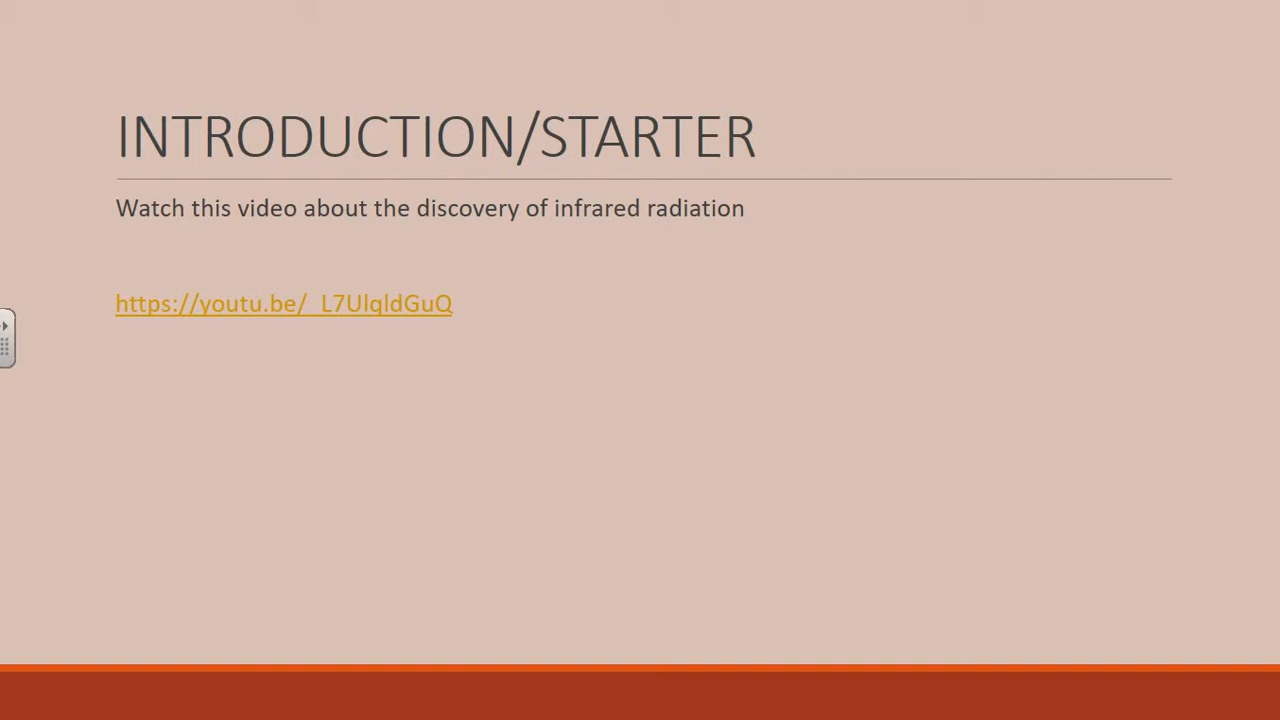 INTRODUCTION/STARTER
Watch this video about the discovery of infrared radiation
https://youtu.be/_L7UlqldGuQ